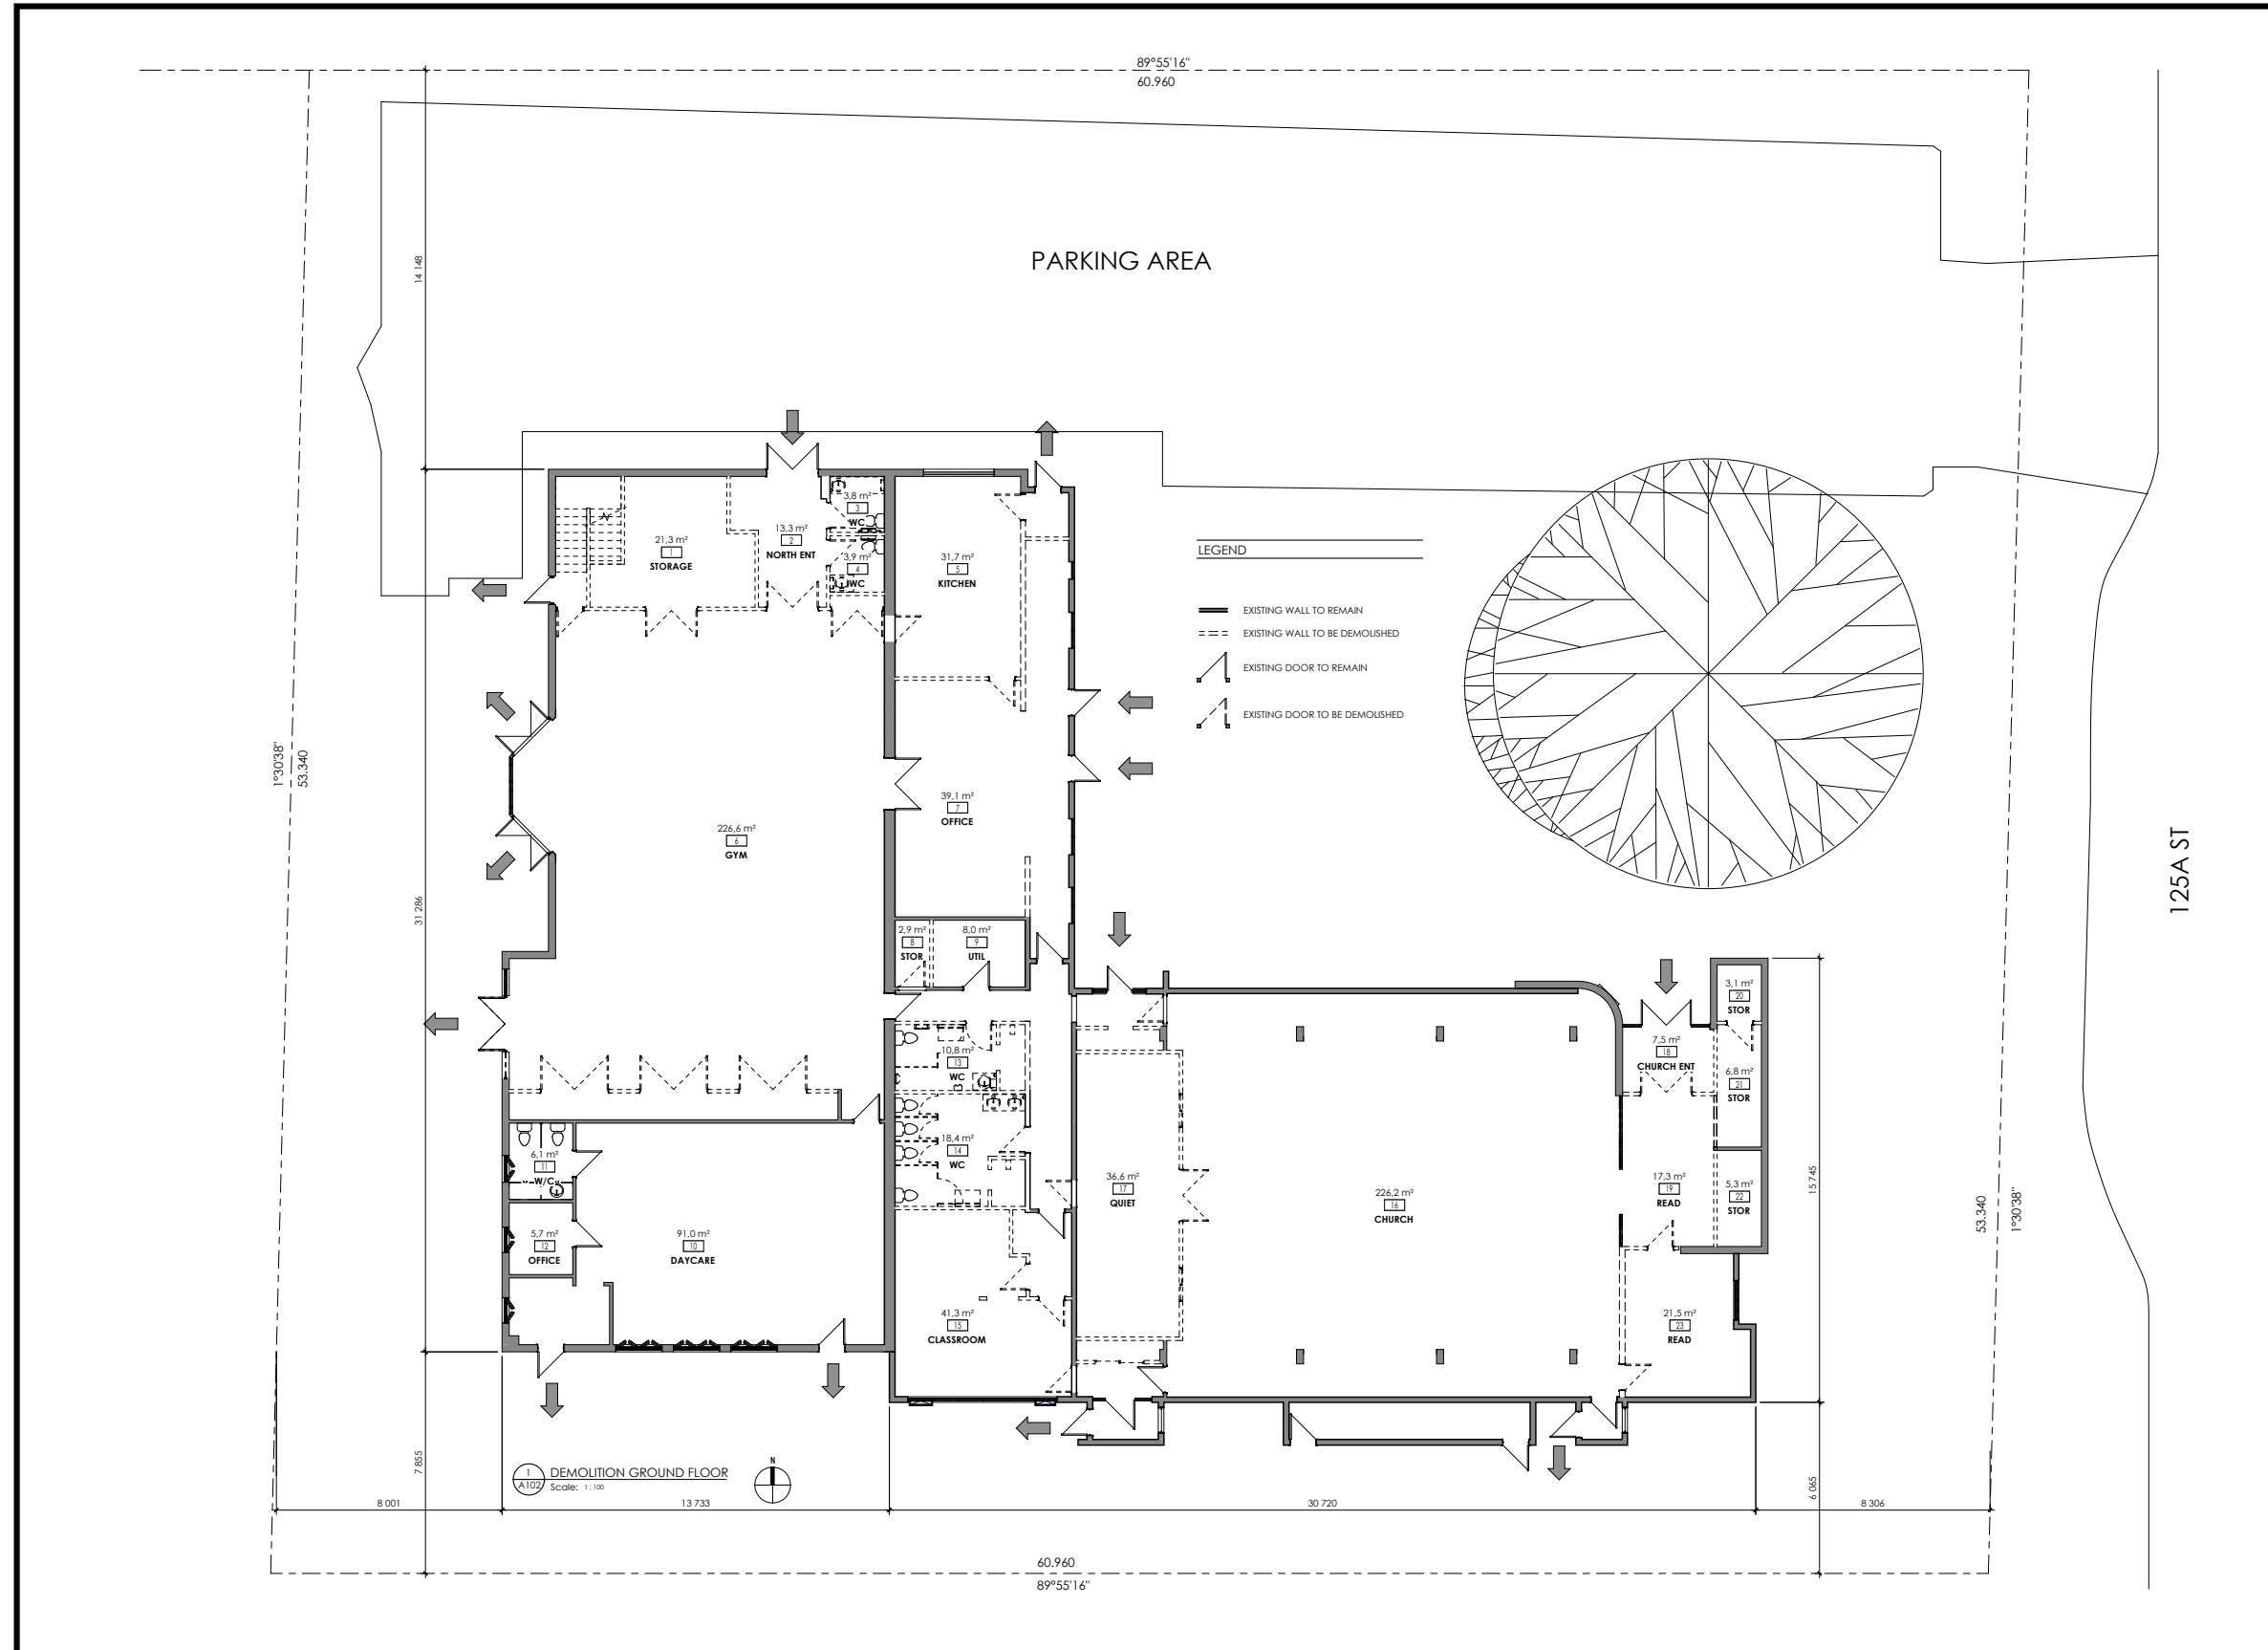 89°55'16"
60.960
PARKING AREA
14 148
3,8 m²
3
WC
13,3 m²
2
NORTH ENT
21,3 m²
1
STORAGE
3,9 m²
4
WC
31,7 m²
5
KITCHEN
LEGEND
EXISTING WALL TO REMAIN
EXISTING WALL TO BE DEMOLISHED
EXISTING DOOR TO REMAIN
EXISTING DOOR TO BE DEMOLISHED
1°30'38"
53.340
39,1 m²
7
OFFICE
226,6 m²
6
GYM
125A ST
31 286
2,9 m²
8
STOR
8,0 m²
9
UTIL
3,1 m²
20
STOR
10,8 m²
13
WC
7,5 m²
18
CHURCH ENT
6,8 m²
21
STOR
18,4 m²
14
WC
6,1 m²
11
W/C
36,6 m²
17
QUIET
226,2 m²
16
CHURCH
17,3 m²
19
READ
5,3 m²
22
STOR
15 745
53.340
1°30'38"
5,7 m²
12
OFFICE
91,0 m²
10
DAYCARE
41,3 m²
15
CLASSROOM
21,5 m²
23
READ
7 855
1
A102
DEMOLITION GROUND FLOOR
Scale: 1 : 100
N
6 065
8 001
13 733
30 720
8 306
60.960
89°55'16"